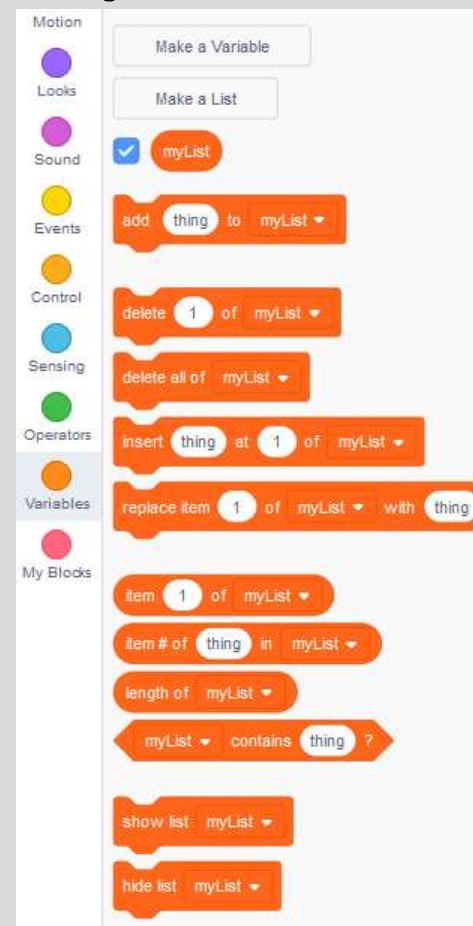 Motion
Looks
Sound
Events
Control
Sensing
Operators
Variables
My Blocks
Make a Variable
Make a List
myList
add thing to myList
delete 1 of myList
delete all of myList
insert thing at 1 of myList
replace item 1 of myList with thing
item 1 of myList
item # of thing in myList
length of myList
myList contains thing ?
show list myList
hide list myList